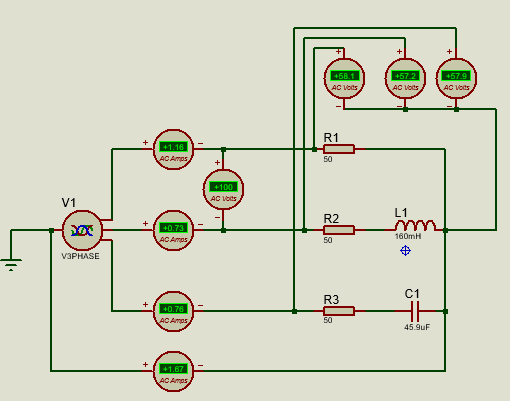 +58.1
AC Volts
+57.2
AC Volts
+57.9
AC Volts
+1.16
AC Amps
R1
50
+100
AC Volts
V1
V3PHASE
+0.73
AC Amps
R2
50
L1
160mH
+0.76
AC Amps
R3
50
C1
45.9uF
+1.67
AC Amps